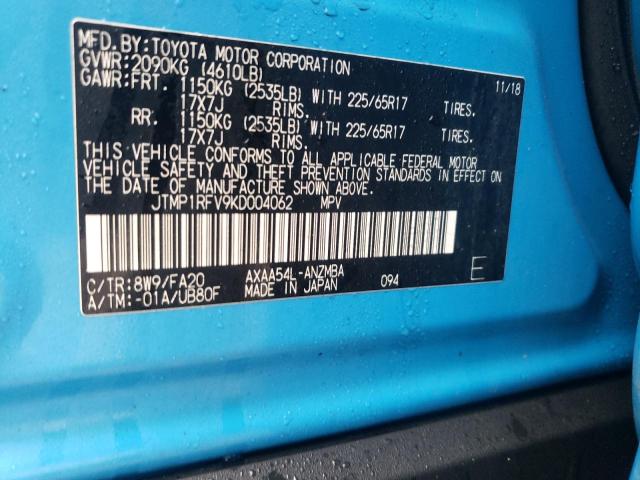 MFD. BY: TOYOTA MOTOR CORPORATION 11/18
GVWR: 2090KG (4610LB)
GAWR: FRT. 1150KG (2535LB) WITH 225/65R17 TIRES.
17X7J RIMS.
RR. 1150KG (2535LB) WITH 225/65R17 TIRES.
17X7J RIMS.
THIS VEHICLE CONFORMS TO ALL APPLICABLE FEDERAL MOTOR
VEHICLE SAFETY AND THEFT PREVENTION STANDARDS IN EFFECT ON
THE DATE OF MANUFACTURE SHOWN ABOVE.
JTMP1RFV9KD004062 MPV
C/TR: 8W9/FA20 AXAA54L-ANZMBA 094 E
A/TM: -01A/UB80F MADE IN JAPAN